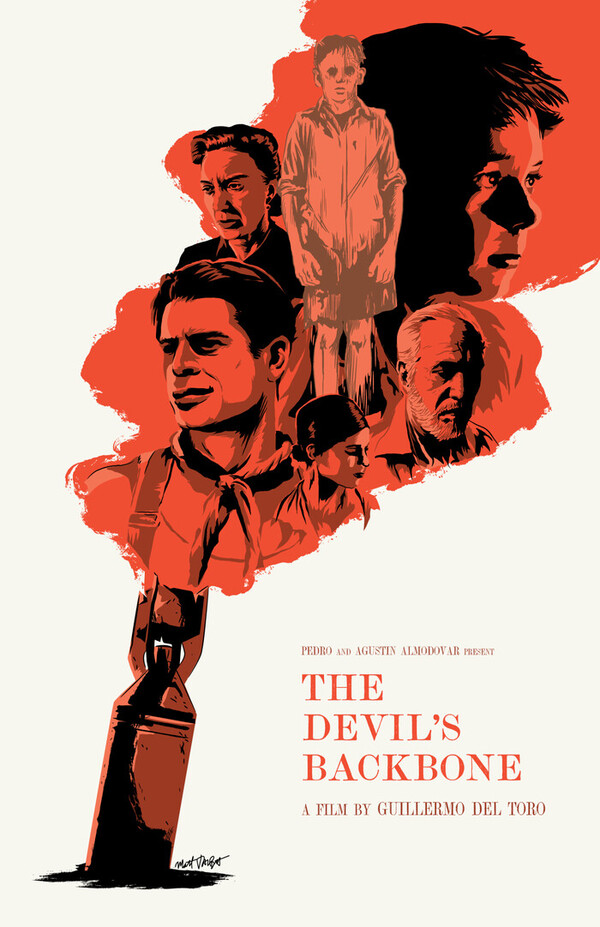 PEDRO AND AGUSTIN ALMODOVAR PRESENT
THE
DEVIL'S
BACKBONE
A FILM BY GUILLERMO DEL TORO